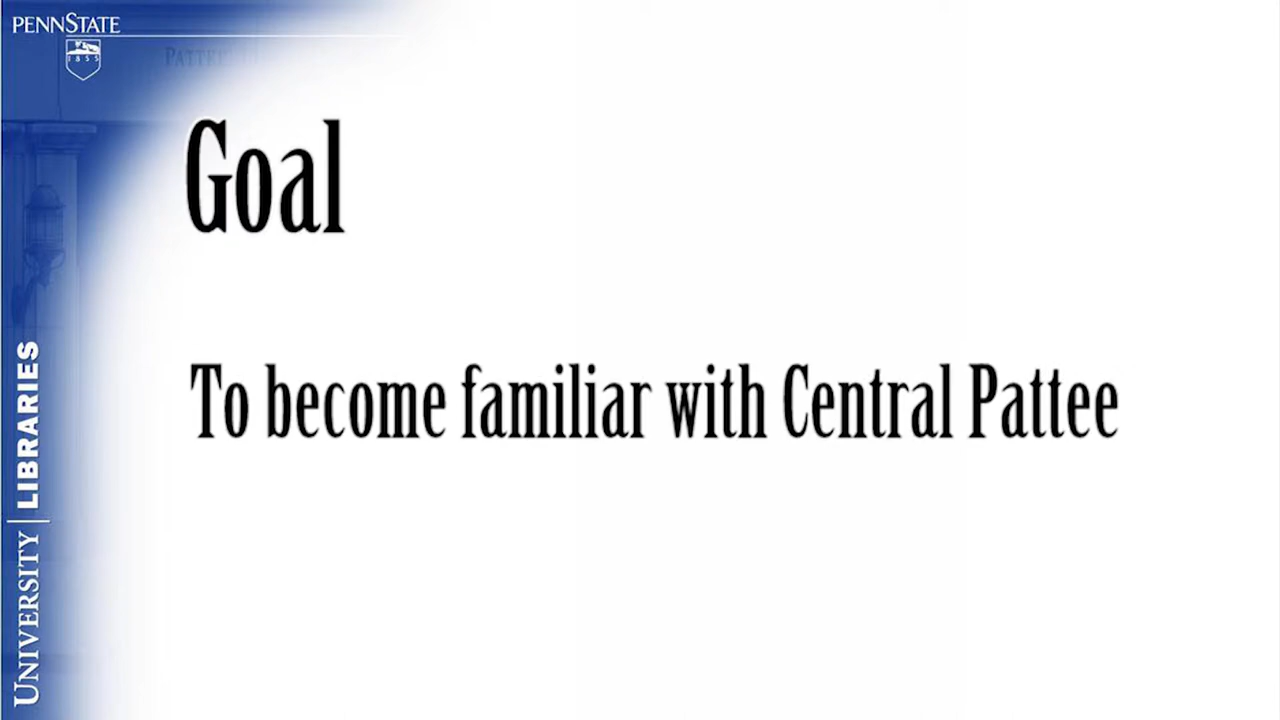 PENNSTATE
1855
Goal
To become familiar with Central Pattee
UNIVERSITY | LIBRARIES